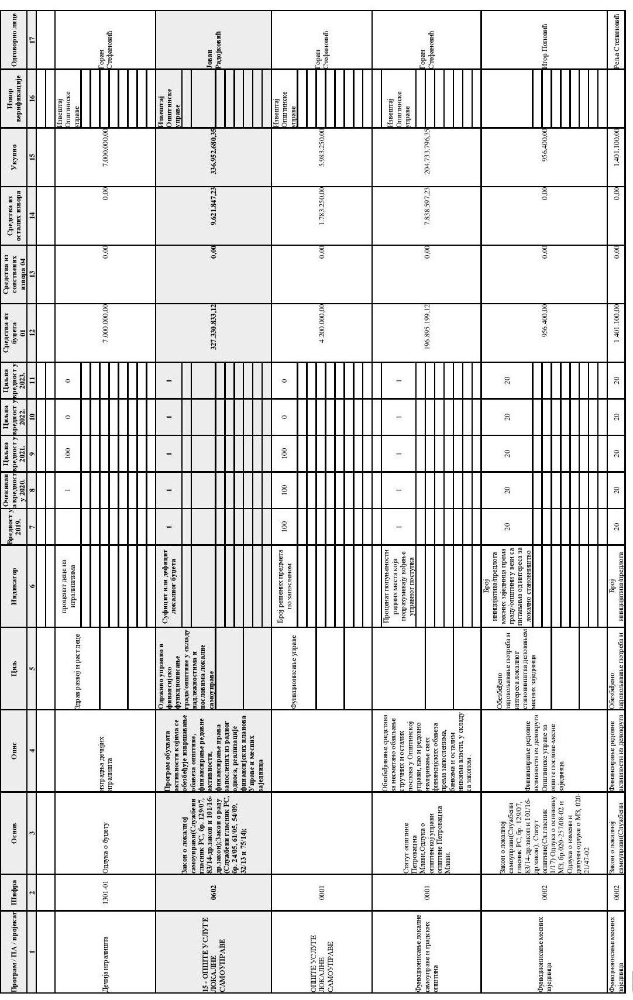 Програм / ПА / пројекат
Шифра
Основ
Опис
Циљ
Индикатор
Вредност у
2019.
Очекиван
а вредност
у 2020.
Циљна
вредност у
2021.
Циљна
вредност у
2022.
Циљна
вредност у
2023.
Средства из
буџета
01
Средства из
сопствених
извора 04
Средства из
осталих извора
Укупно
Извор
верификације
Одговорно лице
1
2
3
4
5
6
7
8
9
10
11
12
13
14
15
16
17
Дечија игралишта
1301-01
Одлука о буџету
изградња дечијих
игралишта
Здрав развој и раст деце
проценат деце на
игралиштима
1
100
0
0
7.000.000,00
0,00
0,00
7.000.000,00
Извештај
Општинске
управе
Горан
Стефановић
15 - ОПШТЕ УСЛУГЕ
ЛОКАЛНЕ
САМОУПРАВЕ
0602
Закон о локалној
самоуправи(Службени
гласник РС, бр. 129/07,
83/14-др.закон и 101/16-
др.закон);Закон о раду
(Службени гласник РС,
бр. 24/05, 61/05, 54/09,
32/13 и 75/14);
Програм обухвата
активности којима се
обезбеђује извршавање
обавеза општине,
финансирање редовне
активности,
финансирање права
запослених из радног
односа, реализације
финансијских планова
Управе и месних
заједница
Одрживо управно и
финансијско
функционисање
града/општине у складу
надлежностима и
пословима локалне
самоуправе
Суфицит или дефицит
локалног буџета
1
1
1
1
1
327.330.833,12
0,00
9.621.847,23
336.952.680,35
Извештај
Општинске
управе
Јован
Радојковић
ОПШТЕ УСЛУГЕ
ЛОКАЛНЕ
САМОУПРАВЕ
0001
Функционисање управе
Број решених предмета
по запосленом
100
100
100
0
0
4.200.000,00
0,00
1.783.250,00
5.983.250,00
Извештај
Општинске
управе
Горан
Стефановић
Функционисање локалне
самоуправе и градских
општина
0001
Статут општине
Петровац на
Млави,Одлука о
општинској управи
општине Петровац на
Млави.
Обезбеђивање средстава
за несметано обављање
стручних и осталих
послова у Општинској
управи, као и редовно
измиривање свих
финансијских обавеза
према запосленима,
банкама и осталим
нивоима власти, у складу
са законом .
Проценат попуњености
радних места која
подразумевају вођење
управног поступка
1
1
1
1
1
196.895.199,12
0,00
7.838.597,23
204.733.796,35
Извештај
Општинске
управе
Горан
Стефановић
Функционисање месних
заједница
0002
Закон о локалној
самоуправи(Службени
гласник РС, бр. 129/07,
83/14-др.закон и 101/16-
др.закон); Статут
општине(Сл.гласник
1/17) Одлука о оснивању
МЗ, бр.020-257/08-02 и
Одлука о измени и
допуни одлуке о МЗ, 020-
21/47-02
Финансирање редовне
активности из делокруга
Општинске управе за
опште послове-месне
заједнице.
Обезбеђено
задовољавање потреба и
интереса локалног
становништва деловањем
месних заједница
Број
иницијатива/предлога
месних заједница према
граду/општини у вези са
питањима од интереса за
локално становништво
20
20
20
20
20
956.400,00
0,00
0,00
956.400,00
Игор Поповић
Функционисање месних
заједница
0002
Закон о локалној
самоуправи(Службени
Финансирање редовне
активности из делокруга
Обезбеђено
задовољавање потреба и
Број
иницијатива/предлога
20
20
20
20
20
1.401.100,00
0,00
0,00
1.401.100,00
Реља Степановић